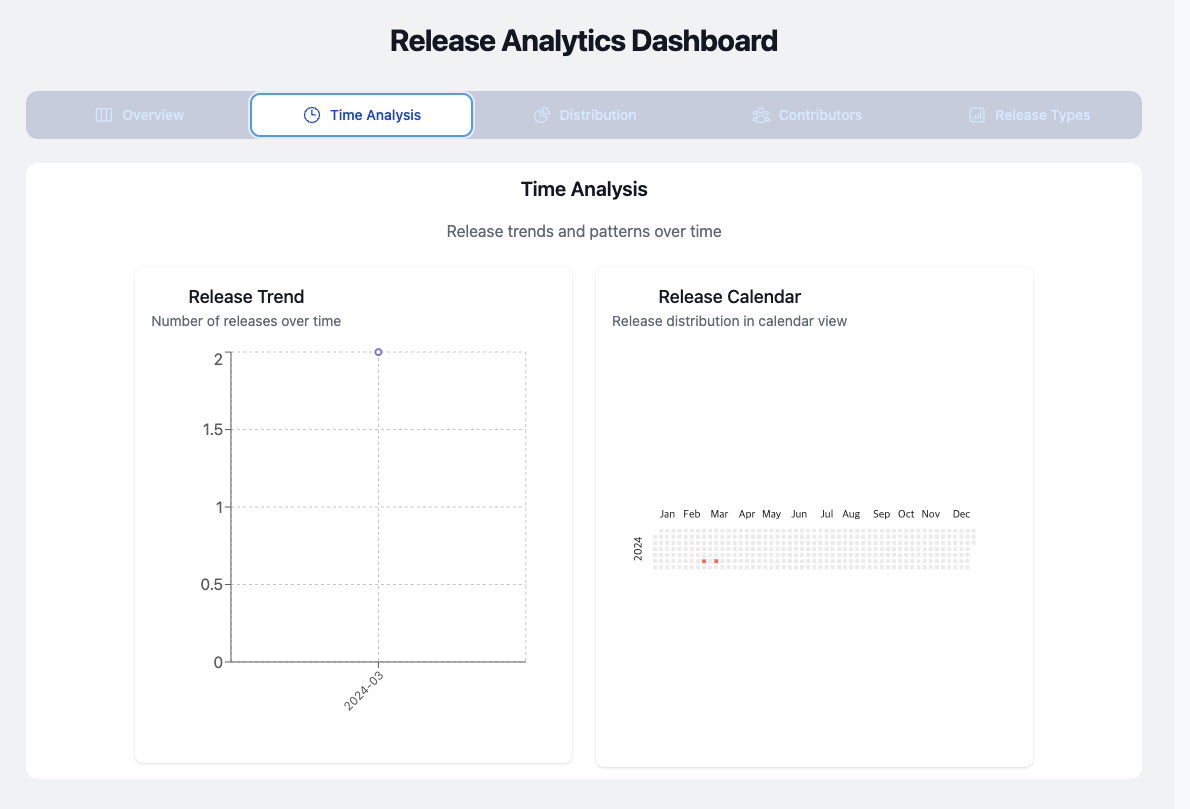 Release Analytics Dashboard
Overview
Time Analysis
Distribution
Contributors
Release Types
Time Analysis
Release trends and patterns over time
Release Trend
Number of releases over time
2
1.5
1
0.5
0
2024-03
Release Calendar
Release distribution in calendar view
Jan Feb Mar Apr May Jun Jul Aug Sep Oct Nov Dec
2024